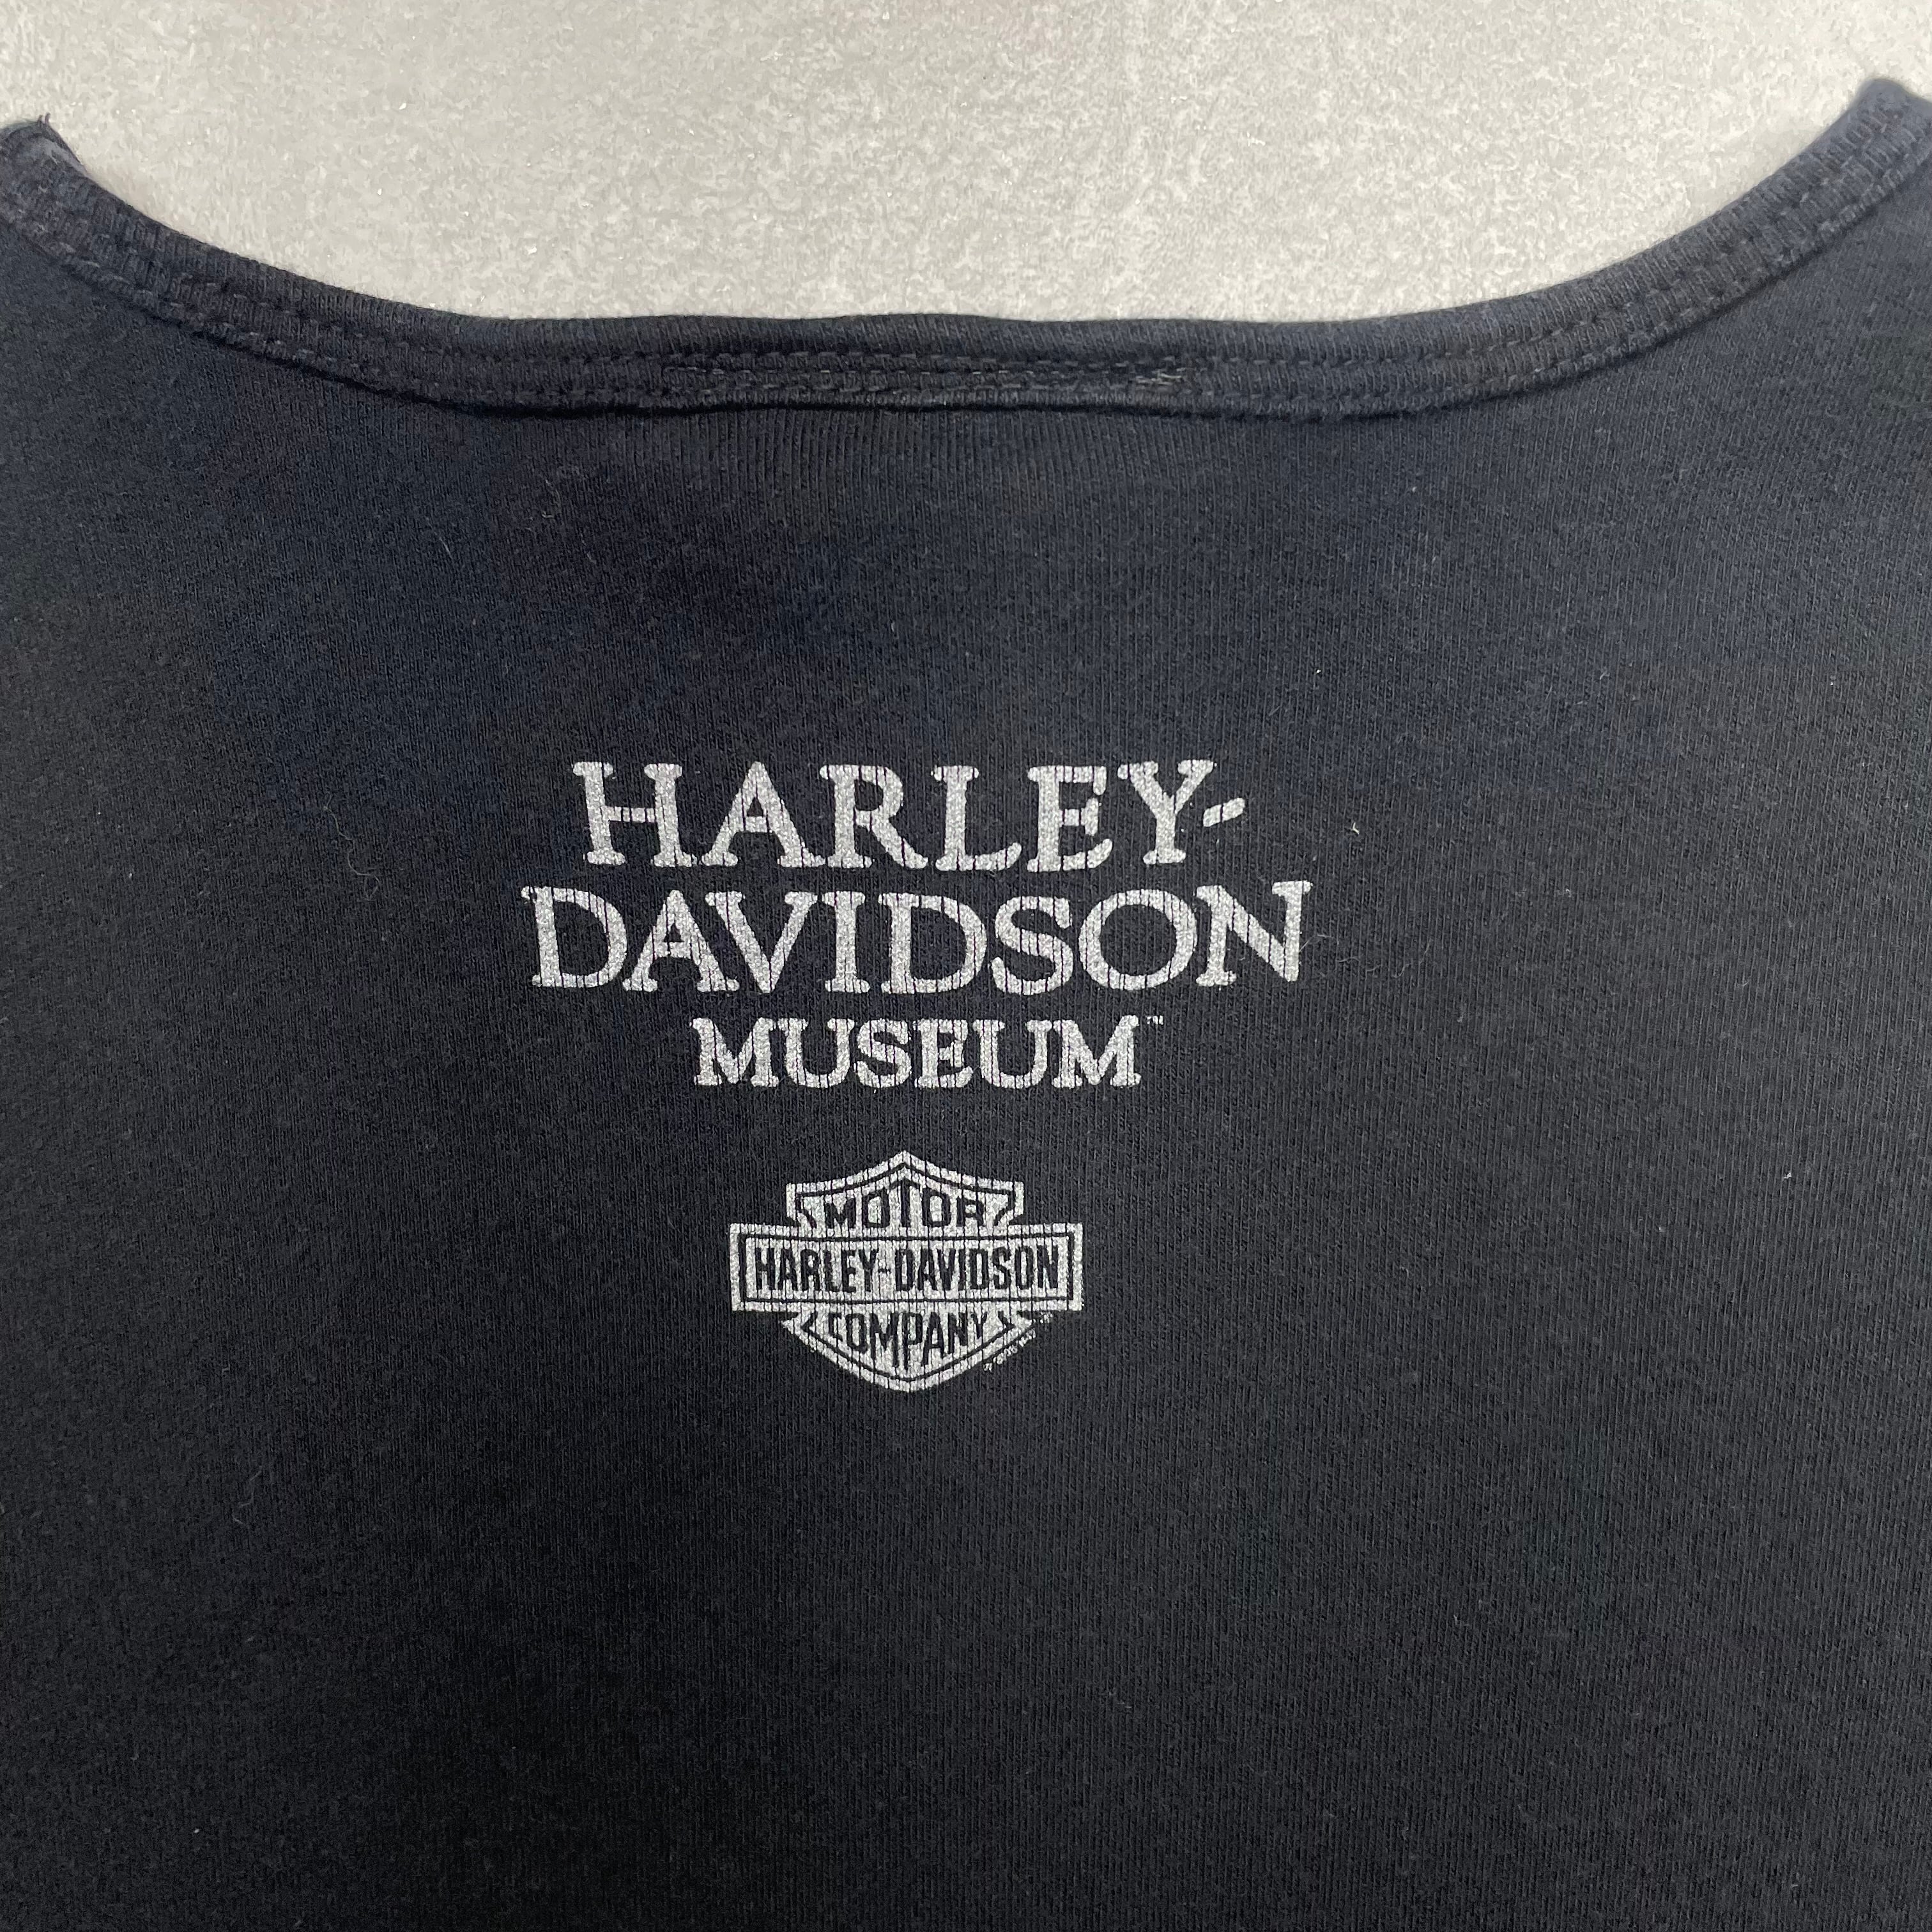 HARLEY-
DAVIDSON
MUSEUM™
MOTOR
HARLEY-DAVIDSON
COMPANY